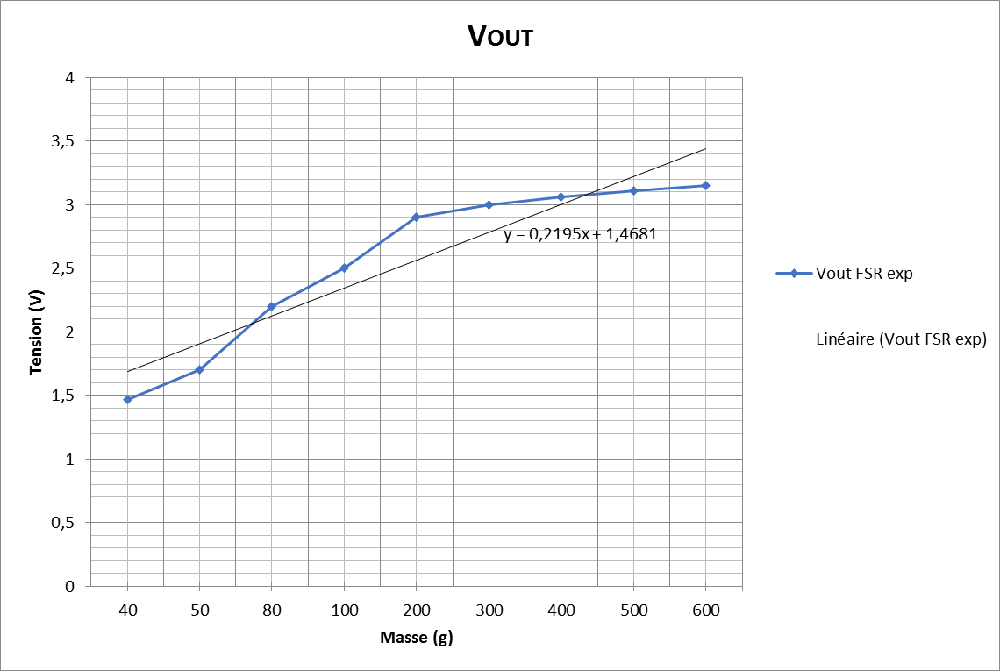 VOUT
4
3,5
3
2,5
2
1,5
1
0,5
0
Tension (V)
y = 0,2195x + 1,4681
40 50 80 100 200 300 400 500 600
Masse (g)
Vout FSR exp
Linéaire (Vout FSR exp)